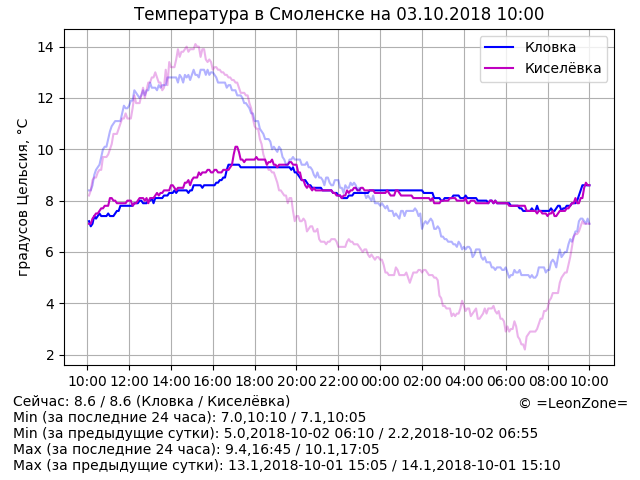 Температура в Смоленске на 03.10.2018 10:00
градусов Цельсия, °C
14
12
10
8
6
4
2
Кловка
Киселёвка
10:00 12:00 14:00 16:00 18:00 20:00 22:00 00:00 02:00 04:00 06:00 08:00 10:00
Сейчас: 8.6 / 8.6 (Кловка / Киселёвка)
© =LeonZone=
Min (за последние 24 часа): 7.0,10:10 / 7.1,10:05
Min (за предыдущие сутки): 5.0,2018-10-02 06:10 / 2.2,2018-10-02 06:55
Max (за последние 24 часа): 9.4,16:45 / 10.1,17:05
Max (за предыдущие сутки): 13.1,2018-10-01 15:05 / 14.1,2018-10-01 15:10